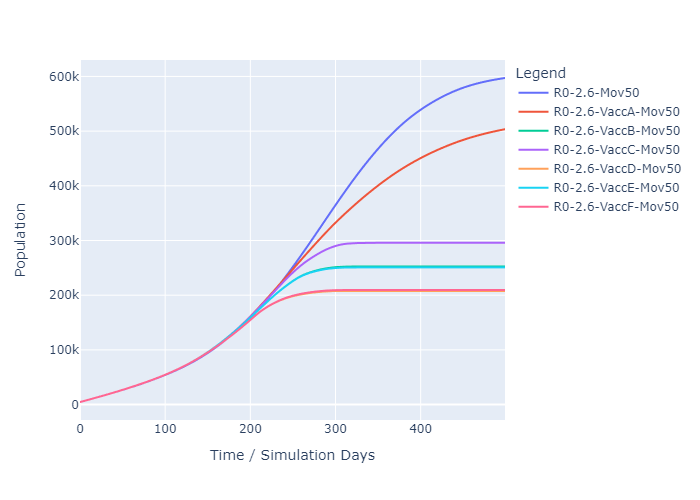 Legend
R0-2.6-Mov50
R0-2.6-VaccA-Mov50
R0-2.6-VaccB-Mov50
R0-2.6-VaccC-Mov50
R0-2.6-VaccD-Mov50
R0-2.6-VaccE-Mov50
R0-2.6-VaccF-Mov50
Population
600k
500k
400k
300k
200k
100k
0
0 100 200 300 400
Time / Simulation Days